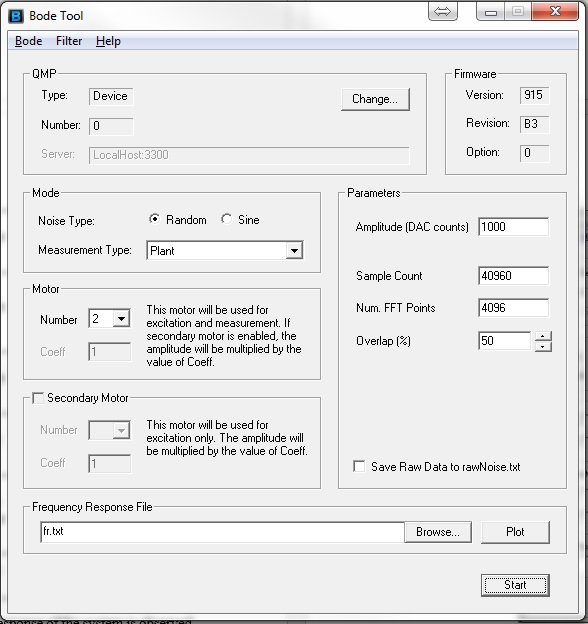 B Bode Tool
Bode Filter Help
QMP
Type: Device
Change...
Number: 0
Server: LocalHost:3300
Firmware
Version: 915
Revision: B3
Option: 0
Mode
Noise Type: Random Sine
Measurement Type: Plant
Motor
Number 2
Coeff 1
This motor will be used for
excitation and measurement. If
secondary motor is enabled, the
amplitude will be multiplied by the
value of Coeff.
Secondary Motor
Number
Coeff 1
This motor will be used for
excitation only. The amplitude will
be multiplied by the value of Coeff.
Parameters
Amplitude (DAC counts) 1000
Sample Count 40960
Num. FFT Points 4096
Overlap (%) 50
Save Raw Data to rawNoise.txt
Frequency Response File
fr.txt
Browse...
Plot
Start